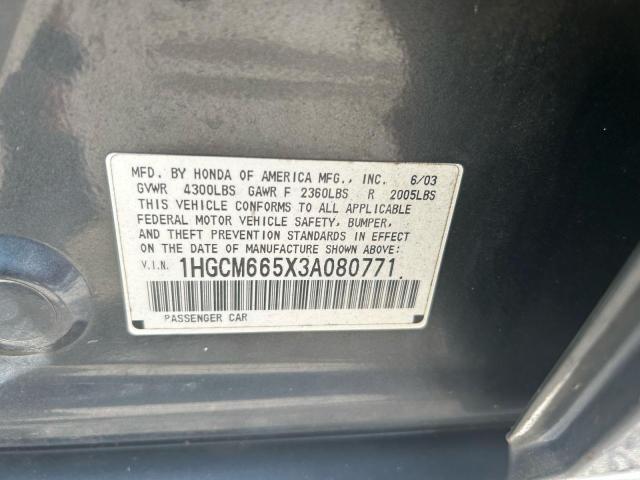 MFD. BY HONDA OF AMERICA MFG., INC. 6/03
GVWR 4300LBS GAWR F 2360LBS R 2005LBS
THIS VEHICLE CONFORMS TO ALL APPLICABLE
FEDERAL MOTOR VEHICLE SAFETY, BUMPER,
AND THEFT PREVENTION STANDARDS IN EFFECT
ON THE DATE OF MANUFACTURE SHOWN ABOVE:
V.I.N. 1HGCM665X3A080771
PASSENGER CAR